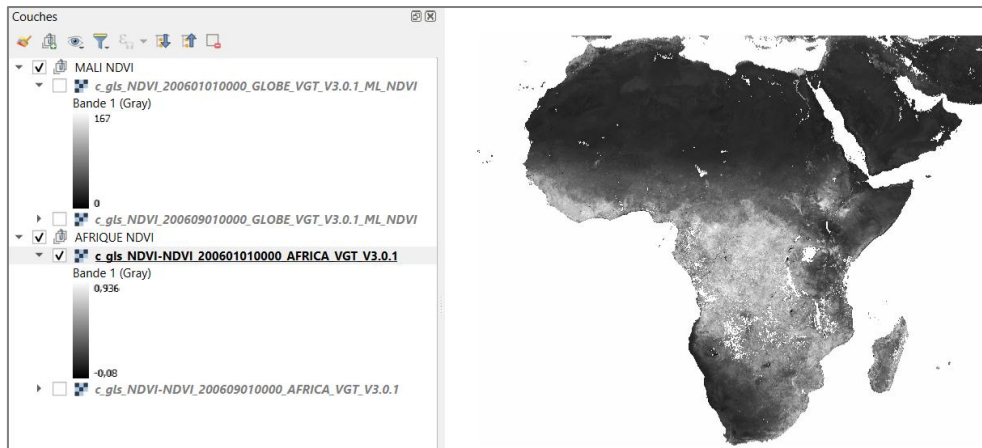 Couches
MALI NDVI
c_gls_NDVI_200601010000_GLOBE_VGT_V3.0.1_ML_NDVI
Bande 1 (Gray)
167
0
c_gls_NDVI_200609010000_GLOBE_VGT_V3.0.1_ML_NDVI
AFRIQUE NDVI
c_gls_NDVI-NDVI_200601010000_AFRICA_VGT_V3.0.1
Bande 1 (Gray)
0,936
-0,08
c_gls_NDVI-NDVI_200609010000_AFRICA_VGT_V3.0.1